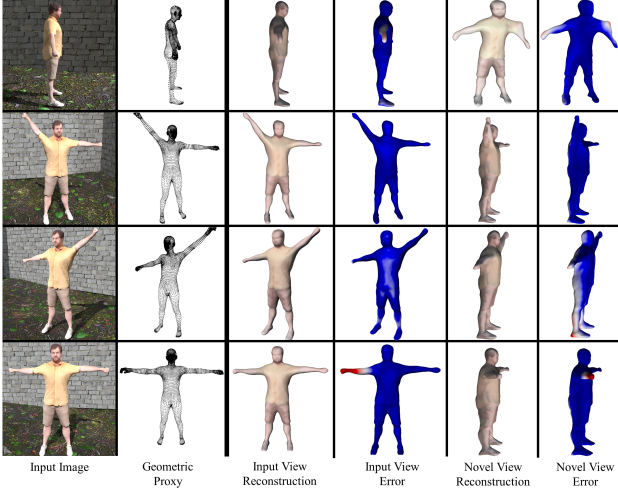 Input Image
Geometric
Proxy
Input View
Reconstruction
Input View
Error
Novel View
Reconstruction
Novel View
Error